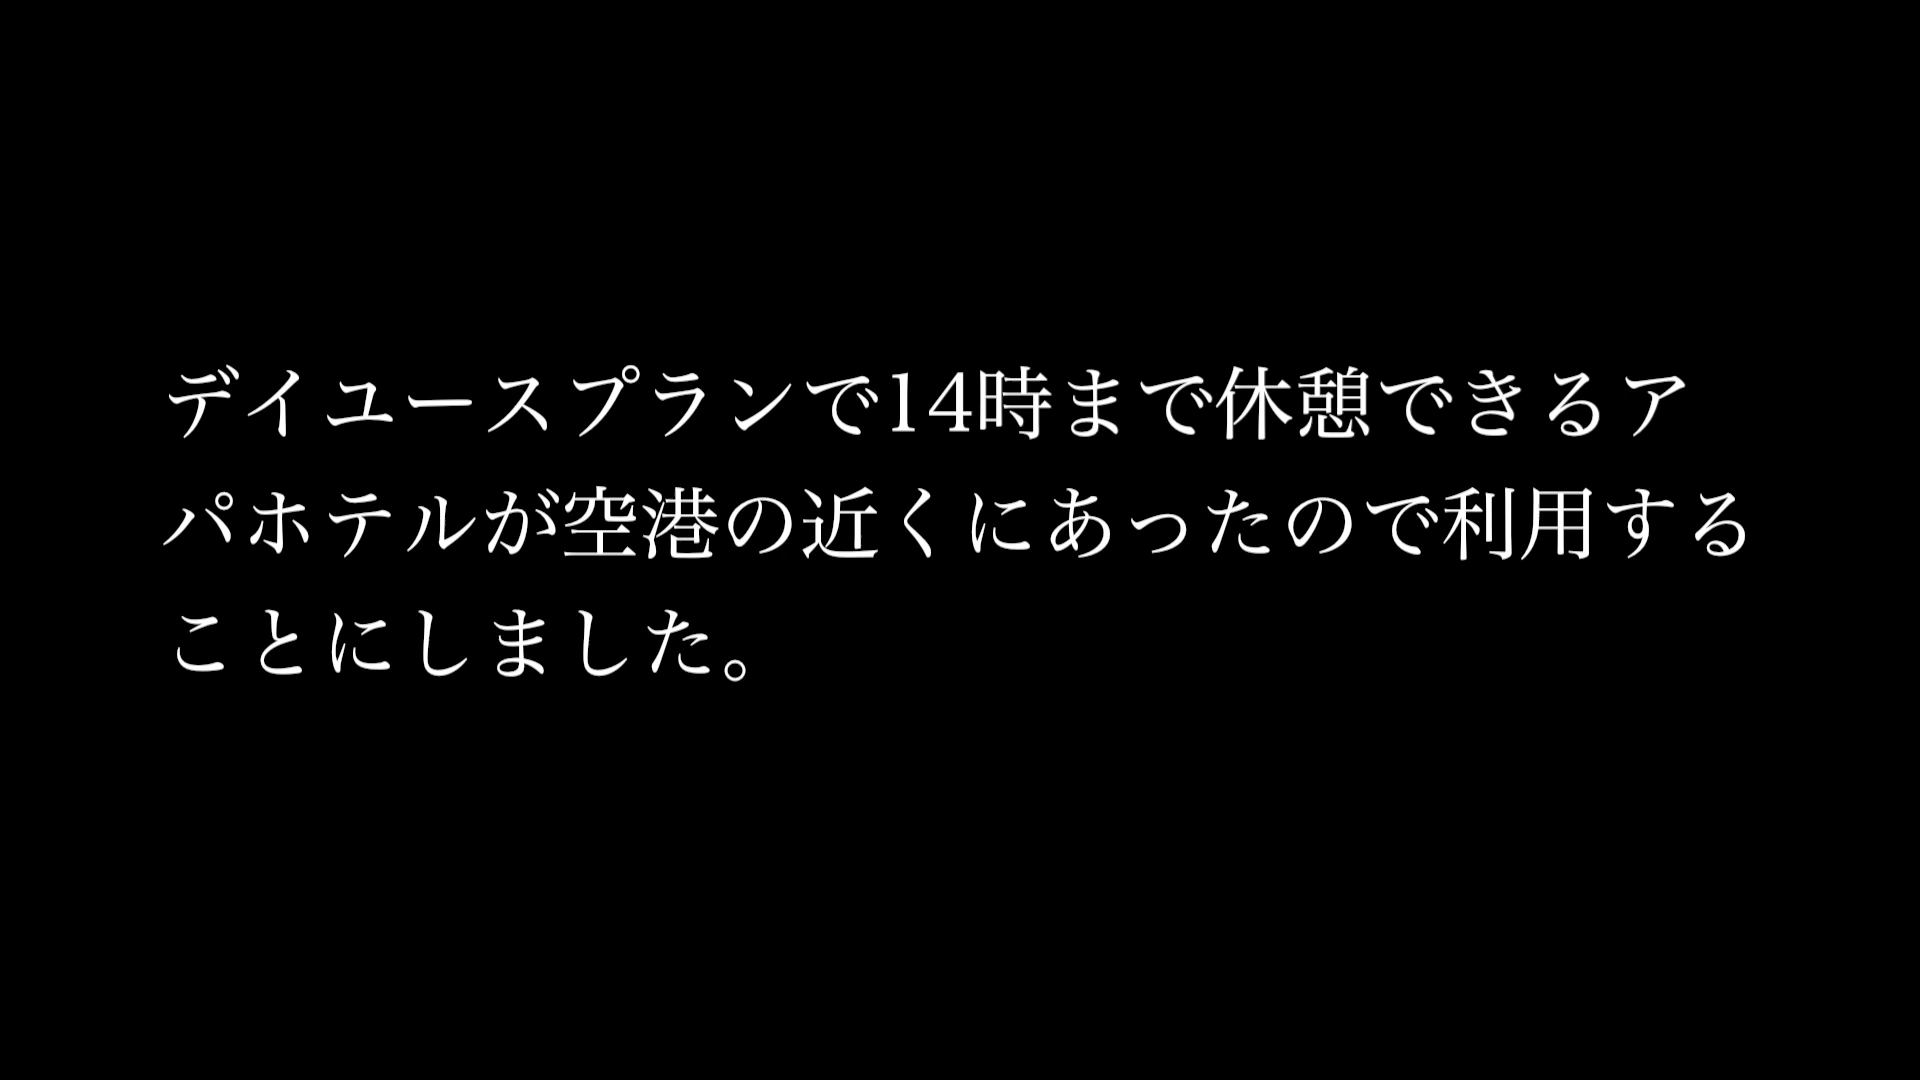 デイユースプランで14時まで休憩できるア
パホテルが空港の近くにあったので利用する
ことにしました。